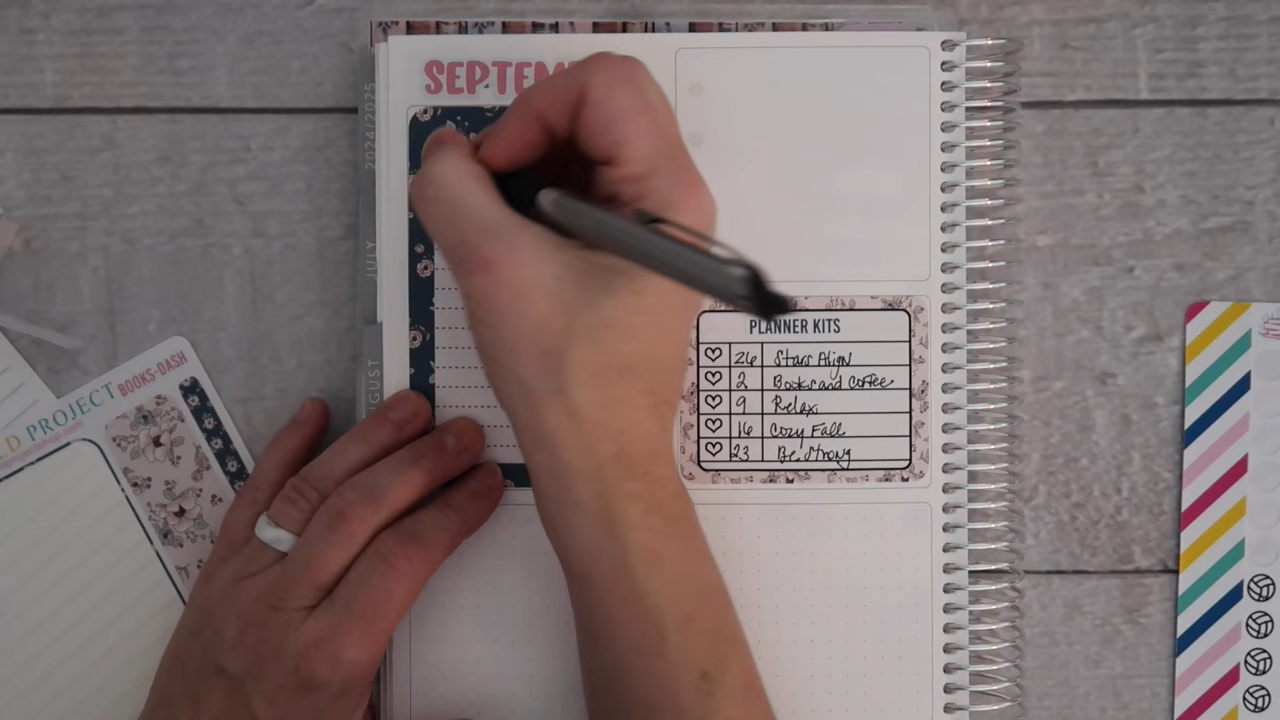 SEPTEM
2024/2025
JULY
PLANNER KITS
26 Stars Align
2 Books and Coffee
9 Relax
16 Cozy Fall
23 Be Strong
BOOKS-DASH
D PROJECT